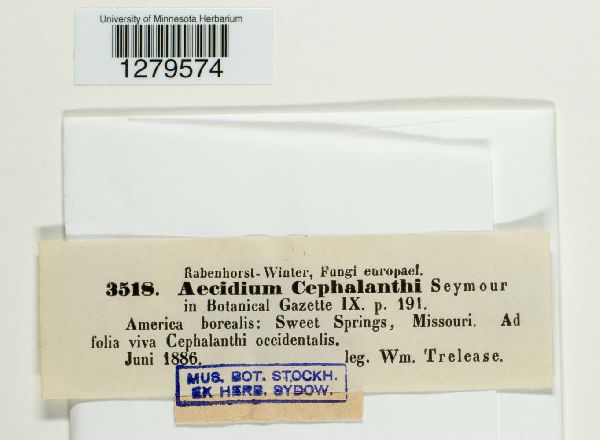 University of Minnesota Herbarium
1279574
Rabenhorst-Winter, Fungi europaei.
3518. Aecidium Cephalanthi Seymour
in Botanical Gazette IX. p. 191.
America borealis: Sweet Springs, Missouri. Ad
folia viva Cephalanthi occidentalis.
Juni 1886. leg. Wm. Trelease.
MUS. BOT. STOCKH.
EX HERB. SYDOW.